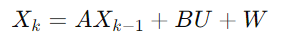 X_k = AX_{k-1} + BU + W